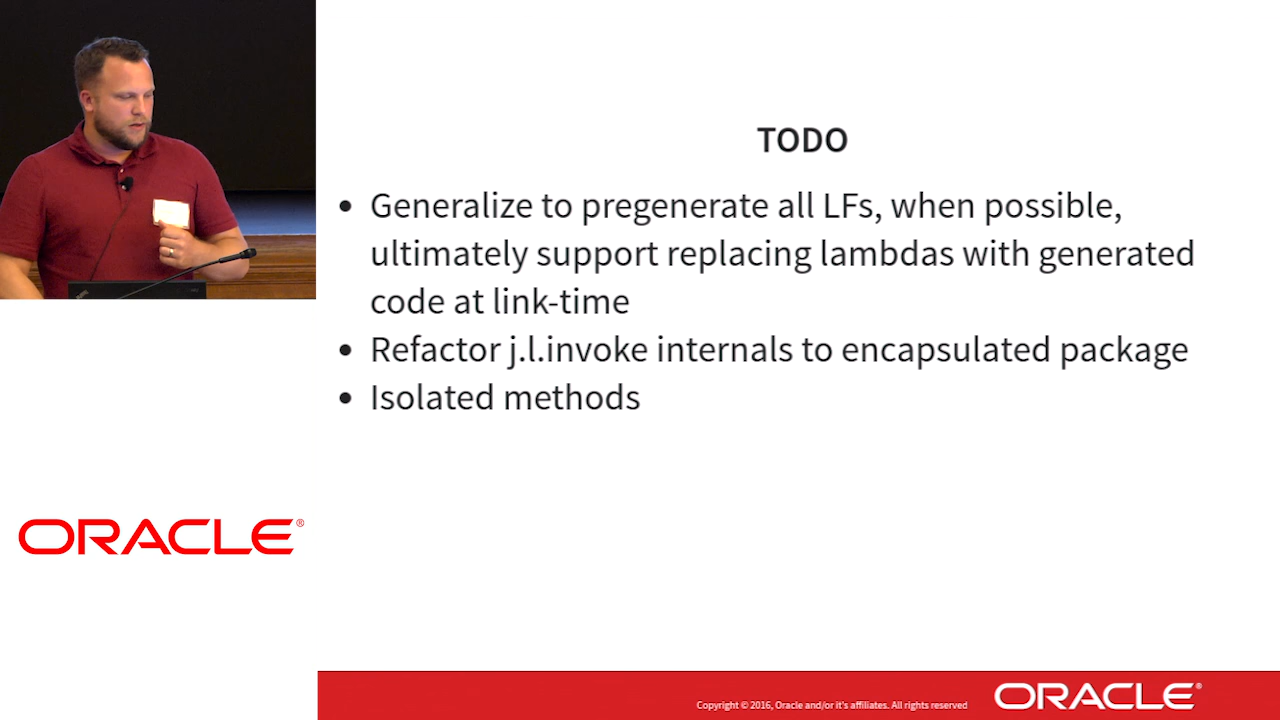 TODO
• Generalize to pregenerate all LFs, when possible,
ultimately support replacing lambdas with generated
code at link-time
• Refactor j.l.invoke internals to encapsulated package
• Isolated methods
ORACLE®
Copyright © 2016, Oracle and/or it's affiliates. All rights reserved
ORACLE®